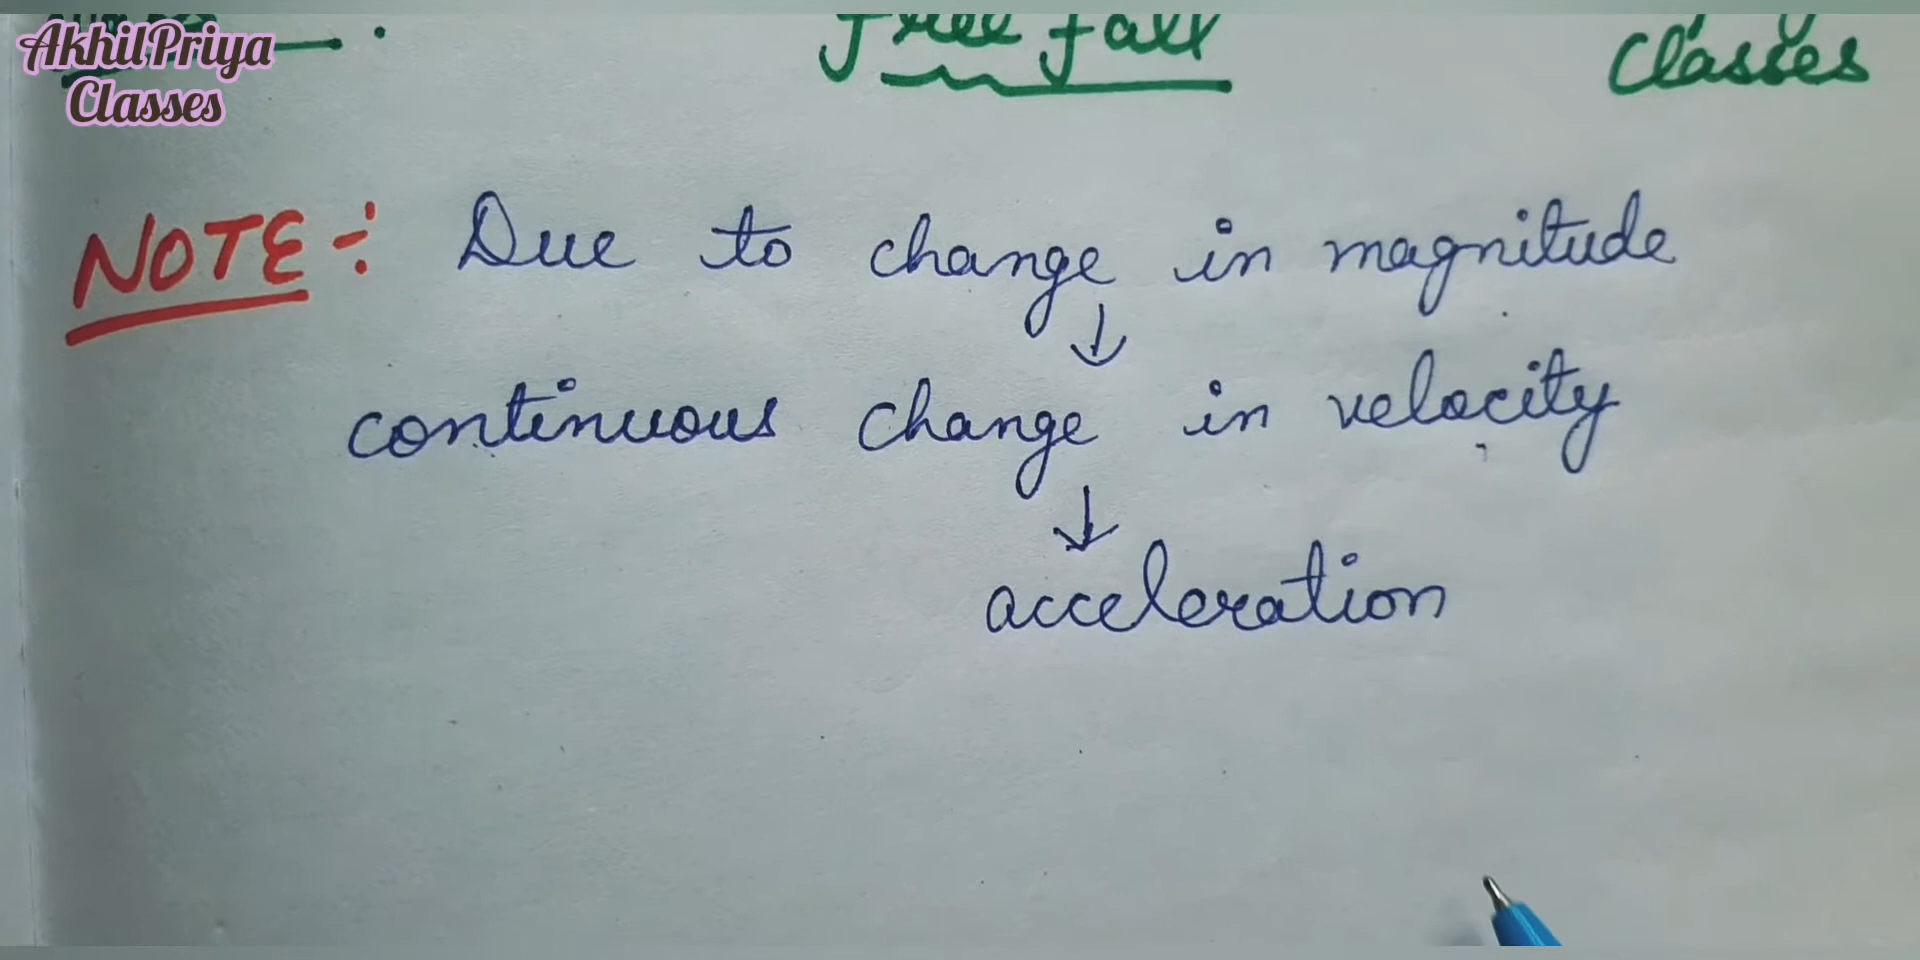 AkhilPriya
Classes
Free fall
Classes
NOTE:- Due to change in magnitude
↓
continuous change in velocity
↓
acceleration